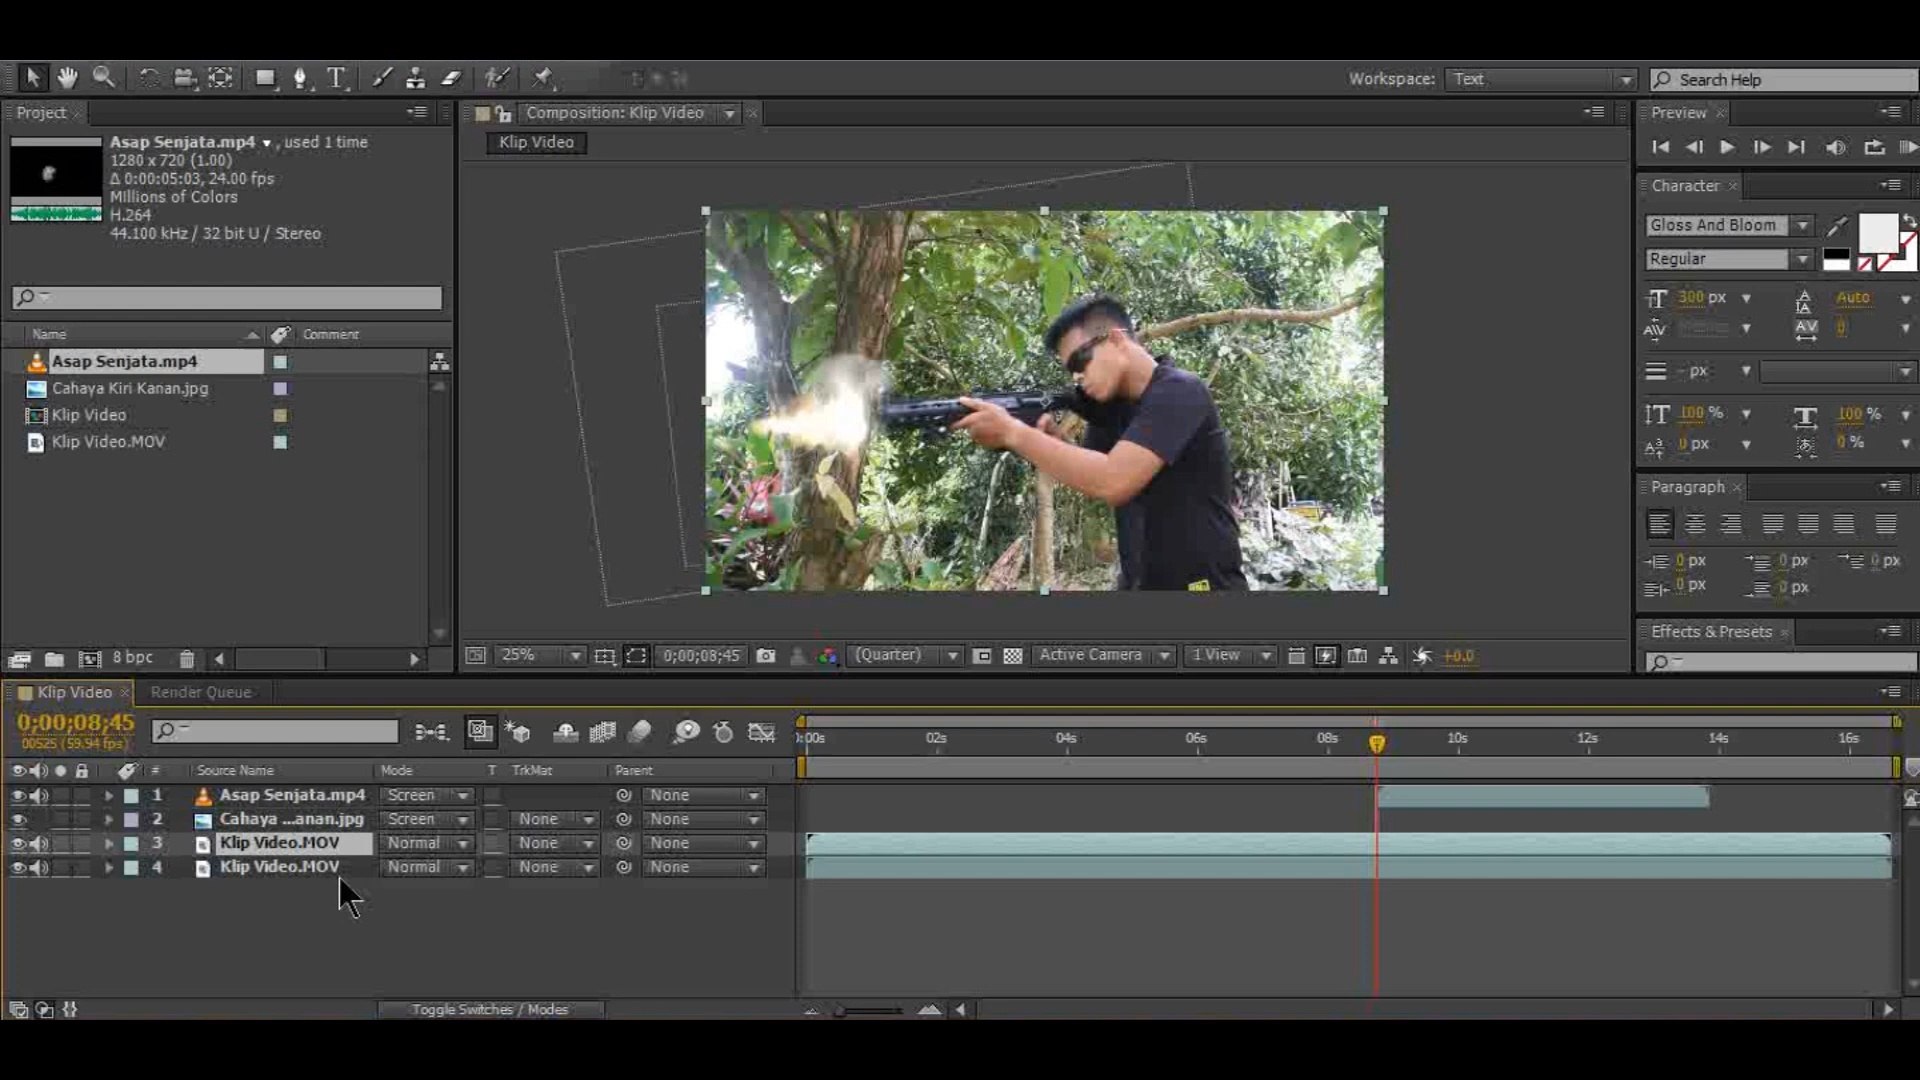 Workspace: Text Search Help
Project
Composition: Klip Video
Preview
Asap Senjata.mp4 , used 1 time
1280 x 720 (1.00)
Δ 0:00:05:03, 24.00 fps
Millions of Colors
H.264
44.100 kHz / 32 bit U / Stereo
Klip Video
Character
Gloss And Bloom
Regular
300 px Auto
0
- px
100 % 100 %
0 px 0 %
Name Comment
Asap Senjata.mp4
Cahaya Kiri Kanan.jpg
Klip Video
Klip Video.MOV
Paragraph
0 px 0 px 0 px
0 px 0 px
Effects & Presets
8 bpc
25% 0;00;08;45 (Quarter) Active Camera 1 View +0.0
Klip Video Render Queue
0;00;08;45
00525 (59.94 fps)
:00s 02s 04s 06s 08s 10s 12s 14s 16s
# Source Name Mode T TrkMat Parent
1 Asap Senjata.mp4 Screen None
2 Cahaya ...anan.jpg Screen None None
3 Klip Video.MOV Normal None None
4 Klip Video.MOV Normal None None
Toggle Switches / Modes